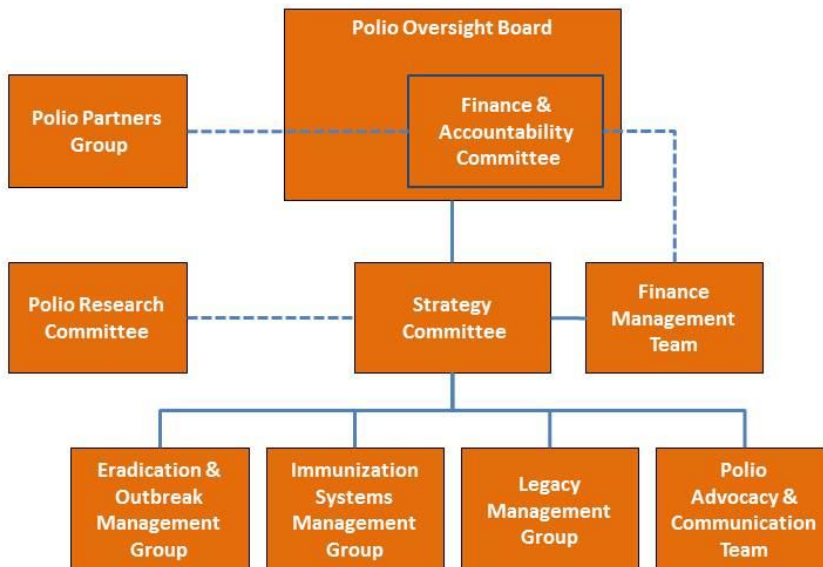 Polio Oversight Board
Polio Partners
Group
Finance &
Accountability
Committee
Polio Research
Committee
Strategy
Committee
Finance
Management
Team
Eradication &
Outbreak
Management
Group
Immunization
Systems
Management
Group
Legacy
Management
Group
Polio
Advocacy &
Communication
Team